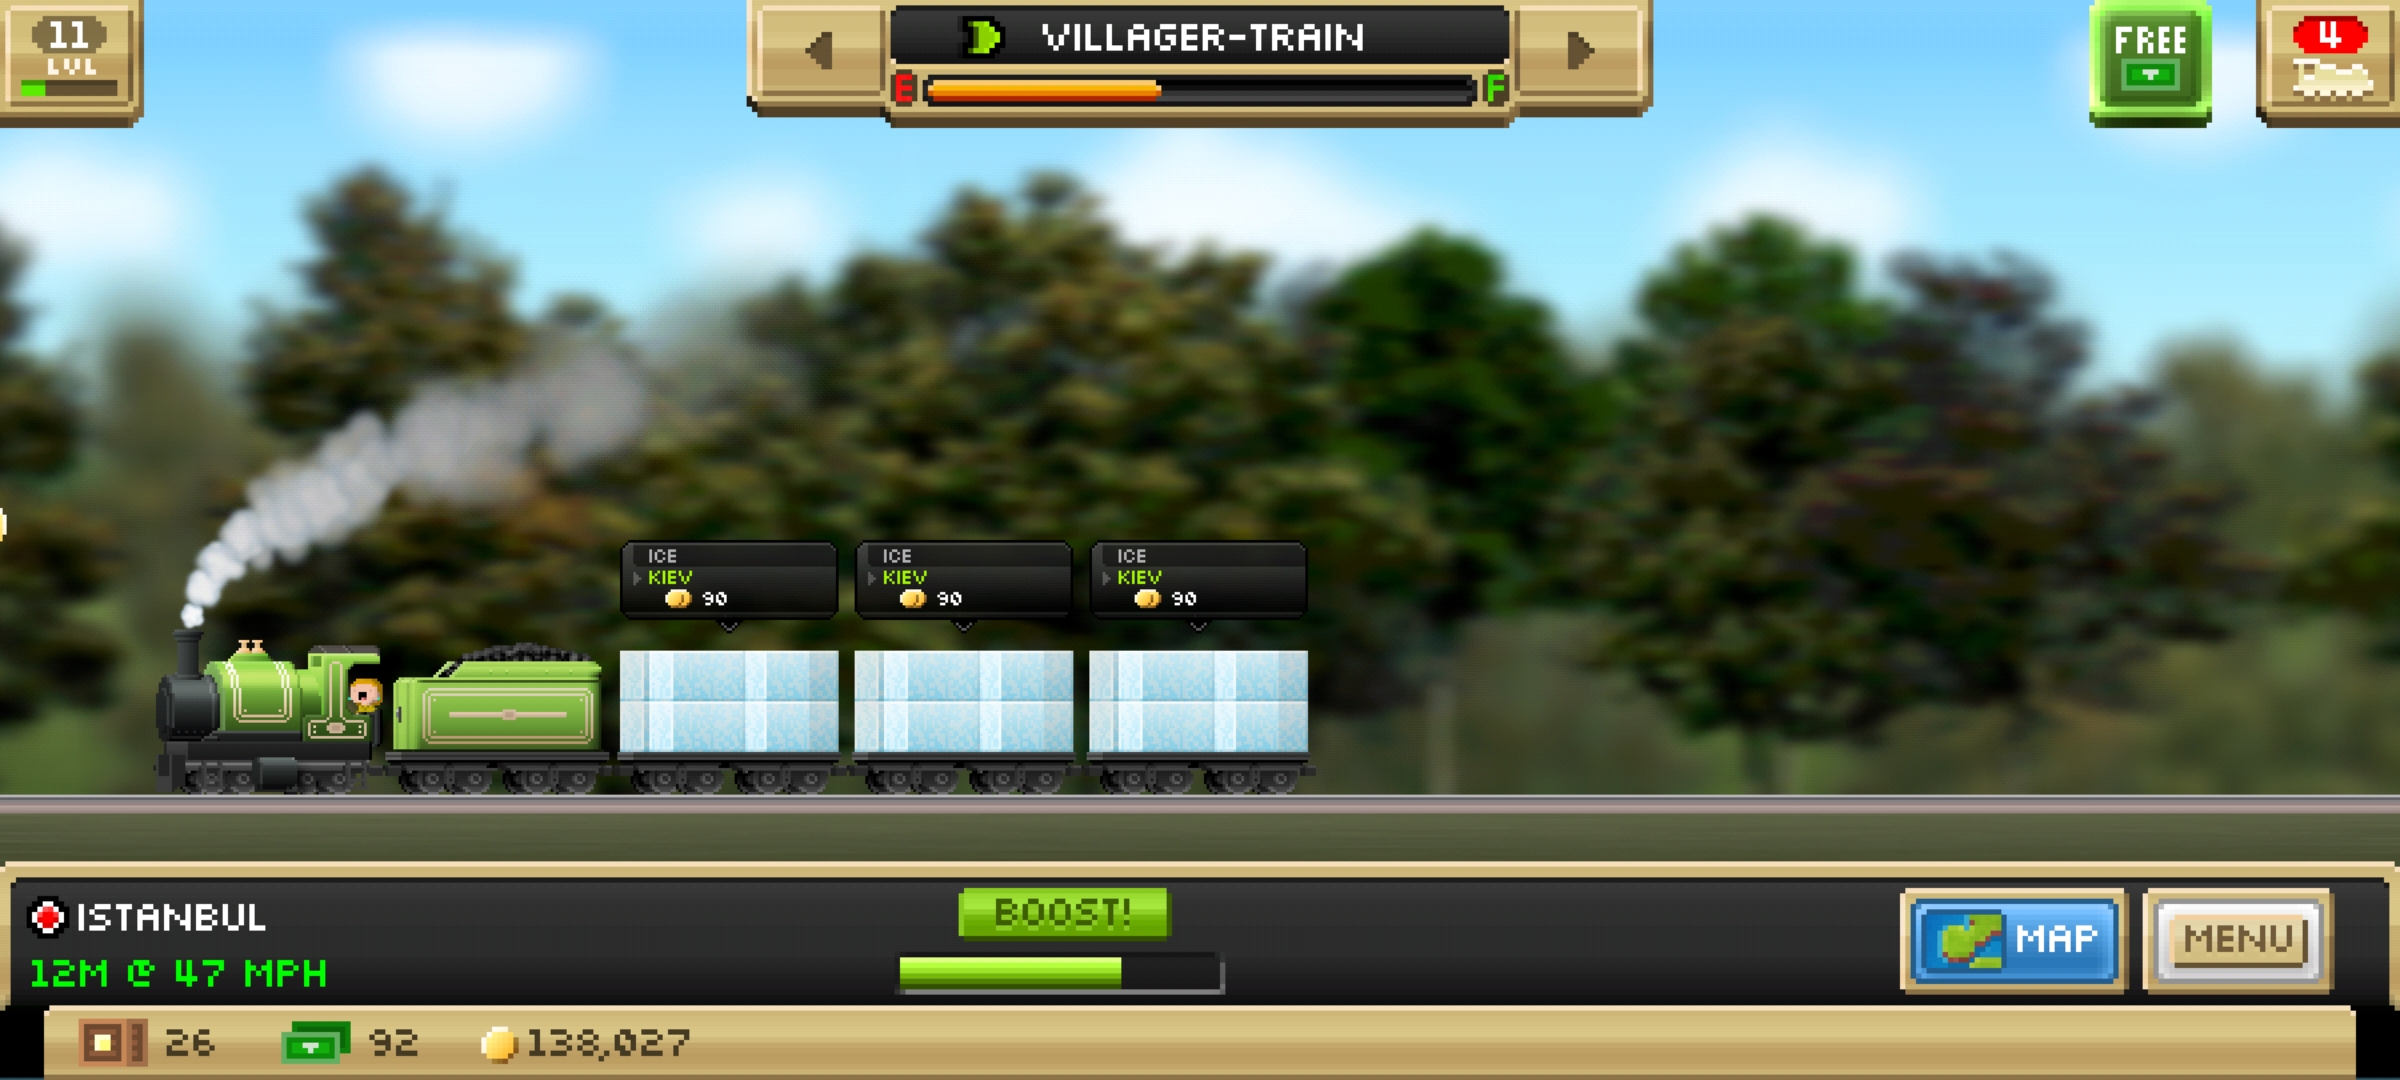 11
LVL
VILLAGER-TRAIN
E F
FREE
4
ICE
KIEV
90
ICE
KIEV
90
ICE
KIEV
90
ISTANBUL
12M @ 47 MPH
BOOST!
MAP
MENU
26
92
138,027